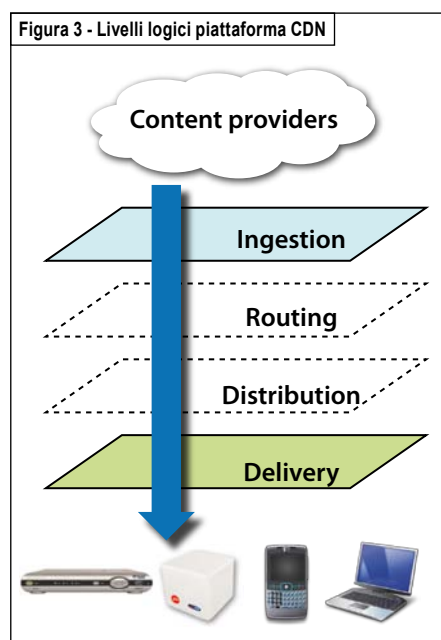 Figura 3 - Livelli logici piattaforma CDN
Content providers
Ingestion
Routing
Distribution
Delivery